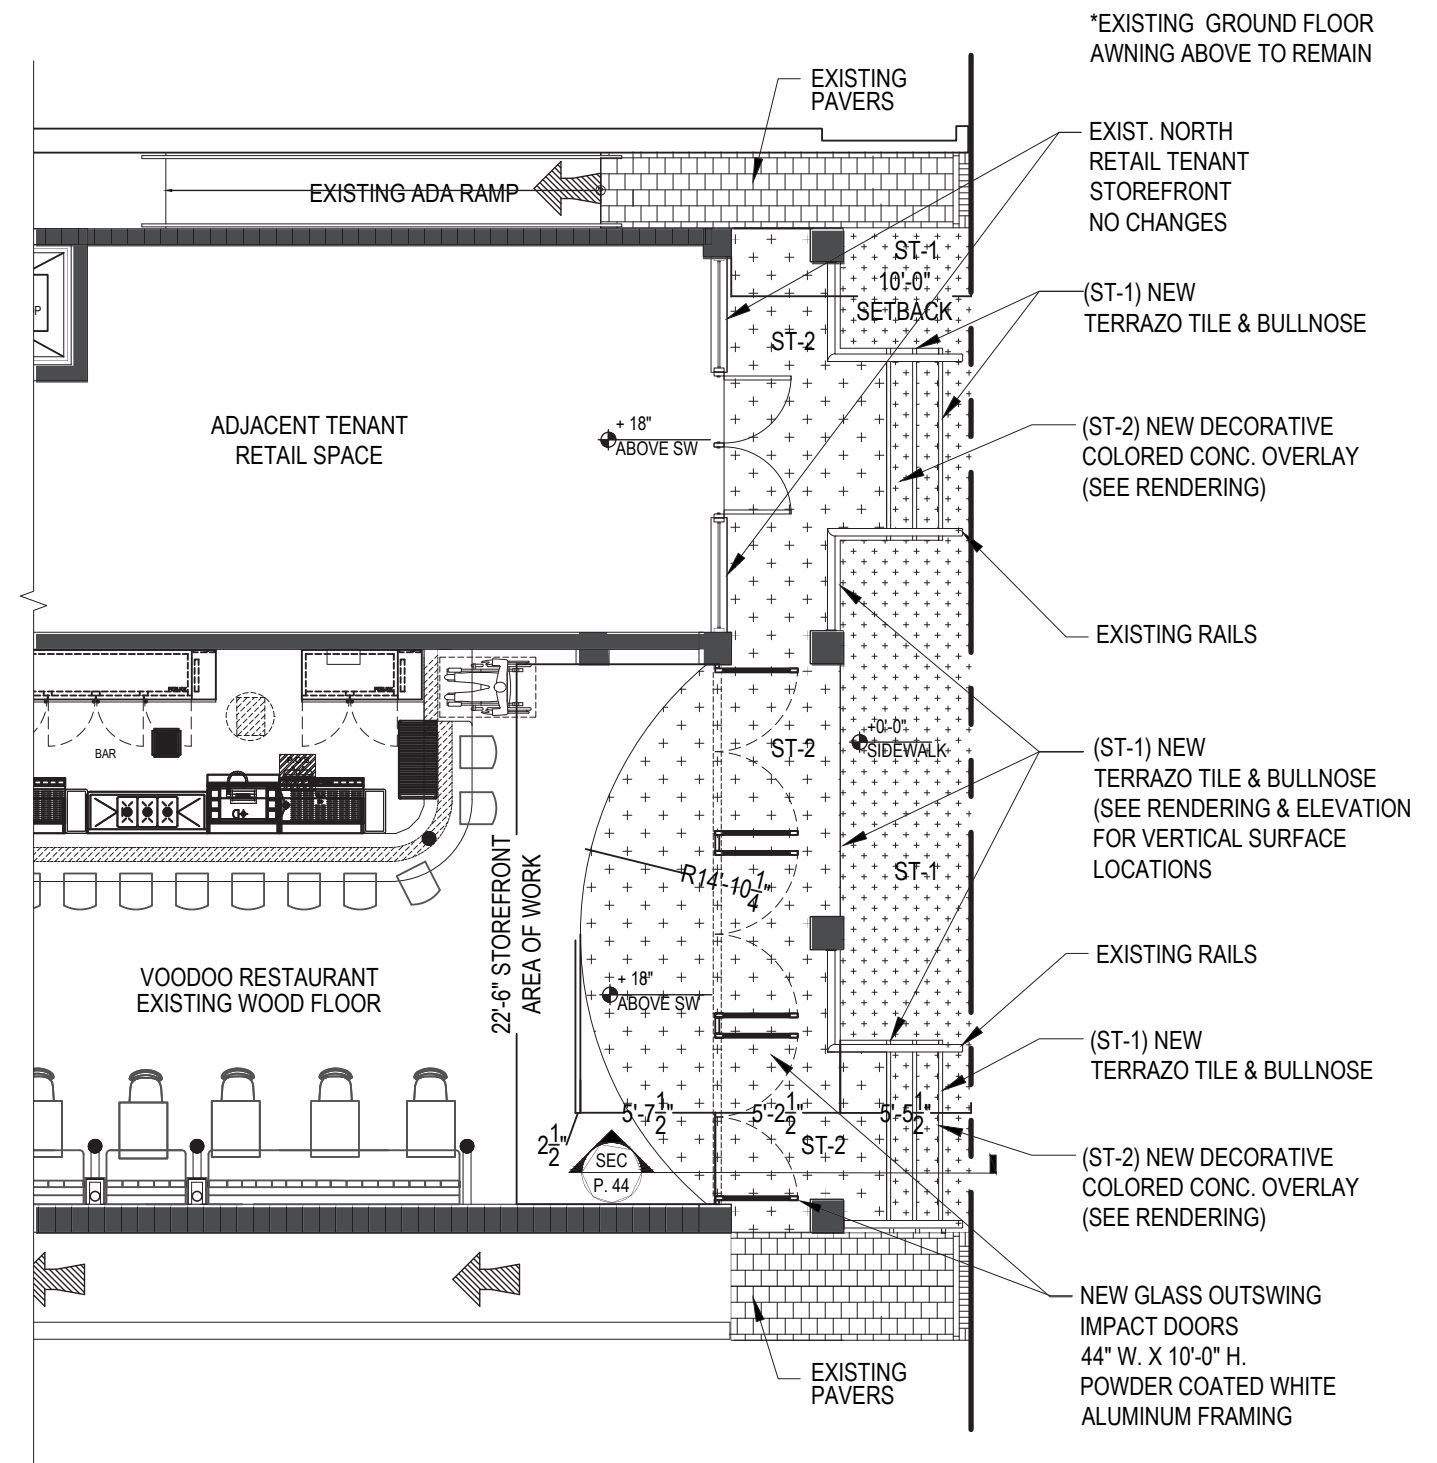 *EXISTING GROUND FLOOR
AWNING ABOVE TO REMAIN
EXISTING
PAVERS
EXIST. NORTH
RETAIL TENANT
STOREFRONT
NO CHANGES
EXISTING ADA RAMP
ST-1
10'-0"
SETBACK
ST-2
(ST-1) NEW
TERRAZO TILE & BULLNOSE
P
ADJACENT TENANT
RETAIL SPACE
+ 18"
ABOVE SW
(ST-2) NEW DECORATIVE
COLORED CONC. OVERLAY
(SEE RENDERING)
EXISTING RAILS
BAR
ST-2
+0'-0"
SIDEWALK
(ST-1) NEW
TERRAZO TILE & BULLNOSE
(SEE RENDERING & ELEVATION
FOR VERTICAL SURFACE
LOCATIONS
22'-6" STOREFRONT
AREA OF WORK
R14'-10 1/4"
ST-1
EXISTING RAILS
VOODOO RESTAURANT
EXISTING WOOD FLOOR
+ 18"
ABOVE SW
(ST-1) NEW
TERRAZO TILE & BULLNOSE
5'-7 1/2"
5'-2 1/2"
5'-5 1/2"
2 1/2"
ST-2
SEC
P. 44
(ST-2) NEW DECORATIVE
COLORED CONC. OVERLAY
(SEE RENDERING)
NEW GLASS OUTSWING
IMPACT DOORS
44" W. X 10'-0" H.
POWDER COATED WHITE
ALUMINUM FRAMING
EXISTING
PAVERS